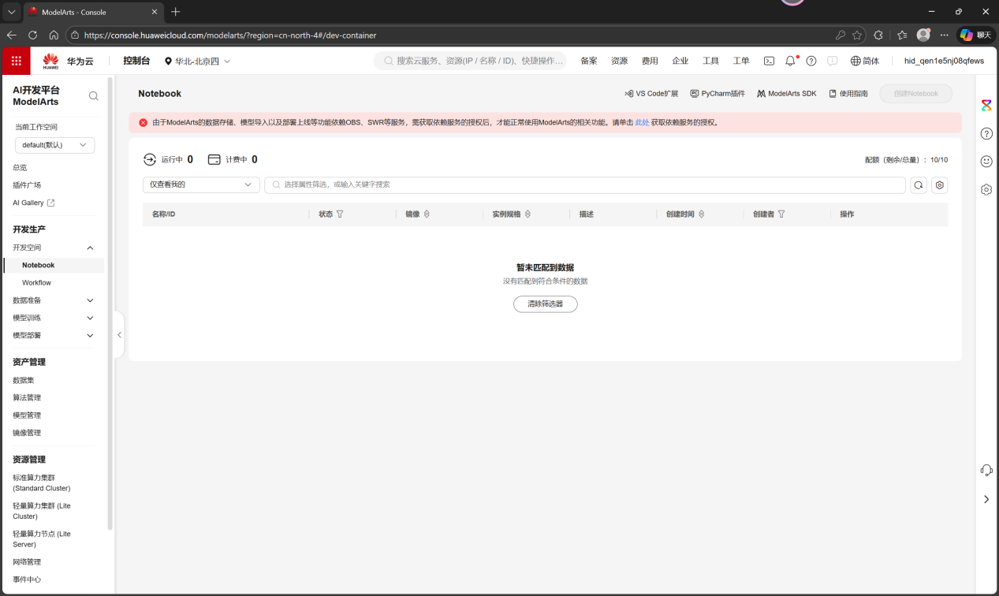 ModelArts - Console
https://console.huaweicloud.com/modelarts/?region=cn-north-4#/dev-container
聊天
HUAWEI
华为云
控制台
华北-北京四
搜索云服务、资源(IP / 名称 / ID)、快捷操作…
备案
资源
费用
企业
工具
工单
简体
hid_qen1e5nj08qfews
AI开发平台
ModelArts
当前工作空间
default(默认)
总览
插件广场
AI Gallery
开发生产
开发空间
Notebook
Workflow
数据准备
模型训练
模型部署
资产管理
数据集
算法管理
模型管理
镜像管理
资源管理
标准算力集群
(Standard Cluster)
轻量算力集群 (Lite
Cluster)
轻量算力节点 (Lite
Server)
网络管理
事件中心
Notebook
VS Code扩展
PyCharm插件
ModelArts SDK
使用指南
创建Notebook
由于ModelArts的数据存储、模型导入以及部署上线等功能依赖OBS、SWR等服务，需获取依赖服务的授权后，才能正常使用ModelArts的相关功能。请单击 此处 获取依赖服务的授权。
运行中 0
计费中 0
配额（剩余/总量）：10/10
仅查看我的
选择属性筛选，或输入关键字搜索
名称/ID
状态
镜像
实例规格
描述
创建时间
创建者
操作
暂未匹配到数据
没有匹配到符合条件的数据
清除筛选器